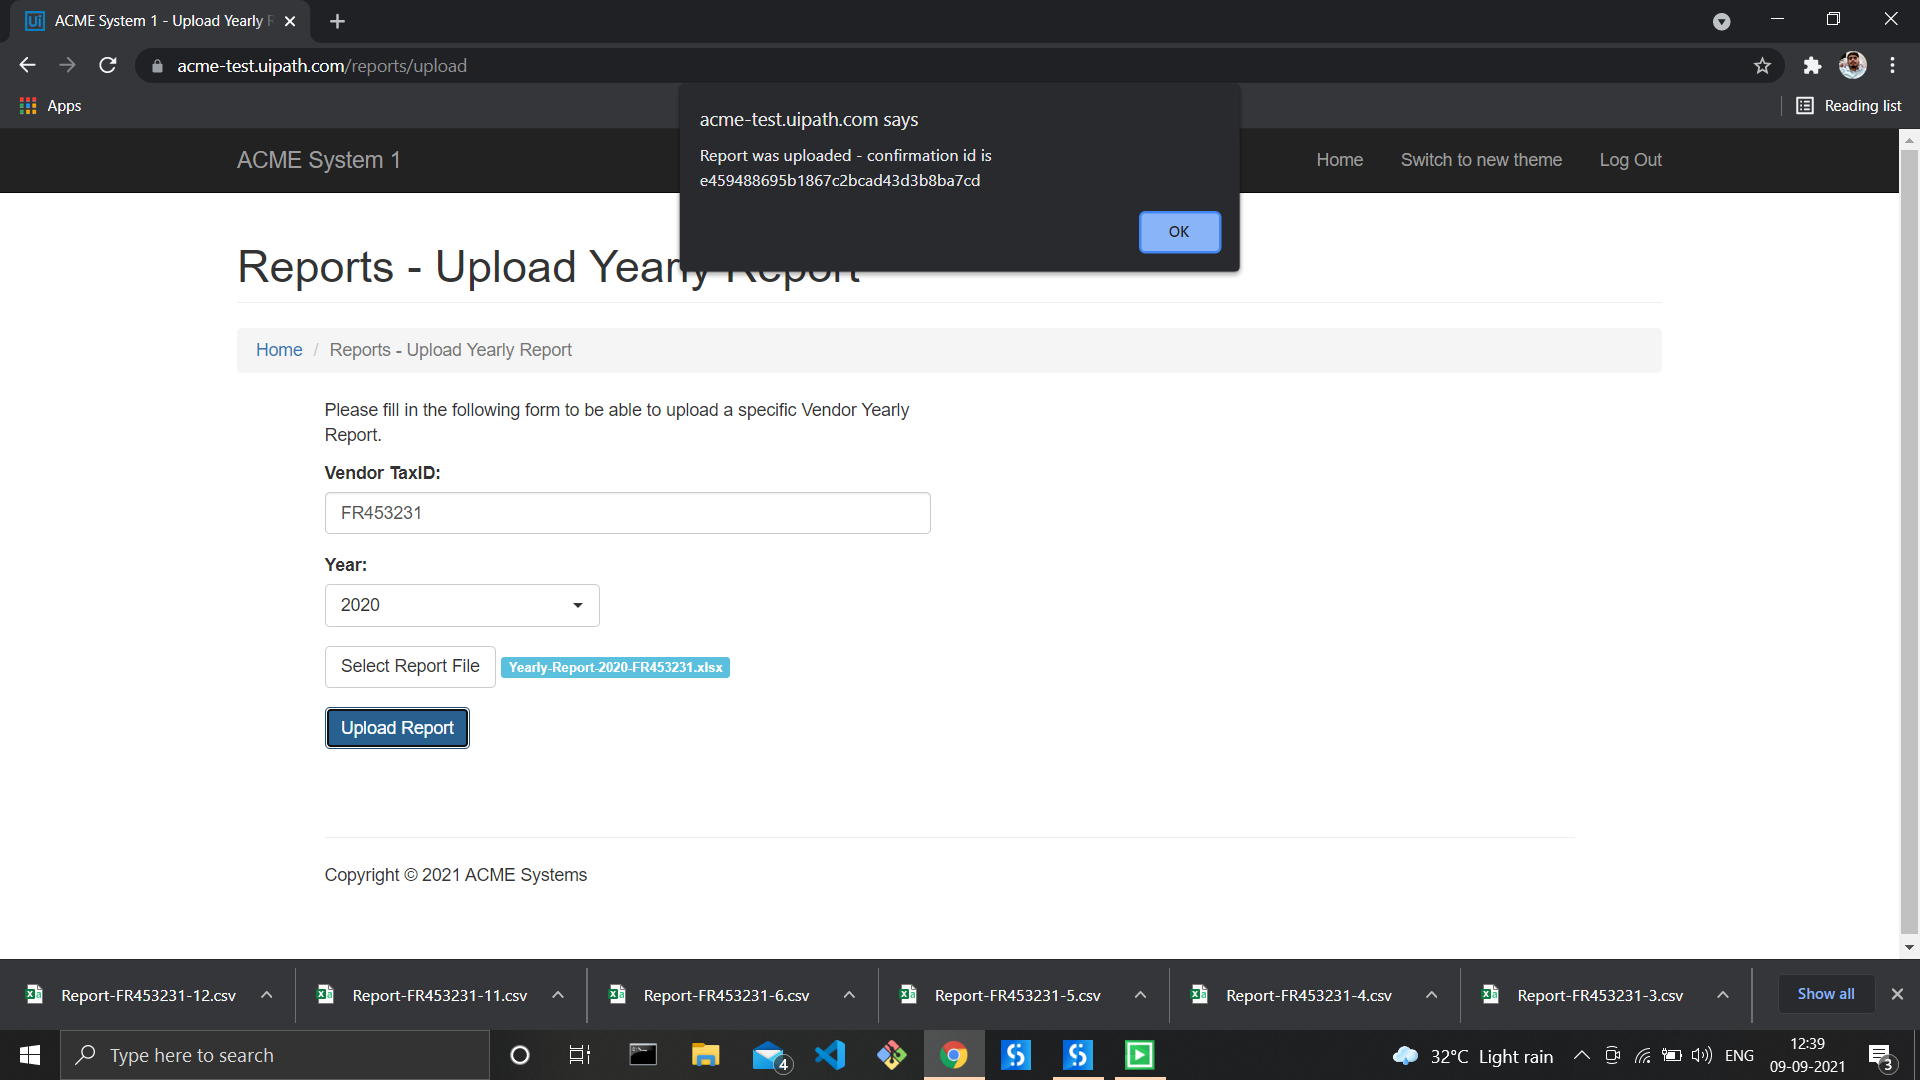 ACME System 1 - Upload Yearly R
acme-test.uipath.com/reports/upload
Apps
Reading list
acme-test.uipath.com says
Report was uploaded - confirmation id is
e459488695b1867c2bcad43d3b8ba7cd
OK
ACME System 1
Home
Switch to new theme
Log Out
Reports - Upload Yearly Report
Home / Reports - Upload Yearly Report
Please fill in the following form to be able to upload a specific Vendor Yearly
Report.
Vendor TaxID:
FR453231
Year:
2020
Select Report File
Yearly-Report-2020-FR453231.xlsx
Upload Report
Copyright © 2021 ACME Systems
Report-FR453231-12.csv
Report-FR453231-11.csv
Report-FR453231-6.csv
Report-FR453231-5.csv
Report-FR453231-4.csv
Report-FR453231-3.csv
Show all
Type here to search
4
32°C Light rain
ENG
12:39
09-09-2021
3